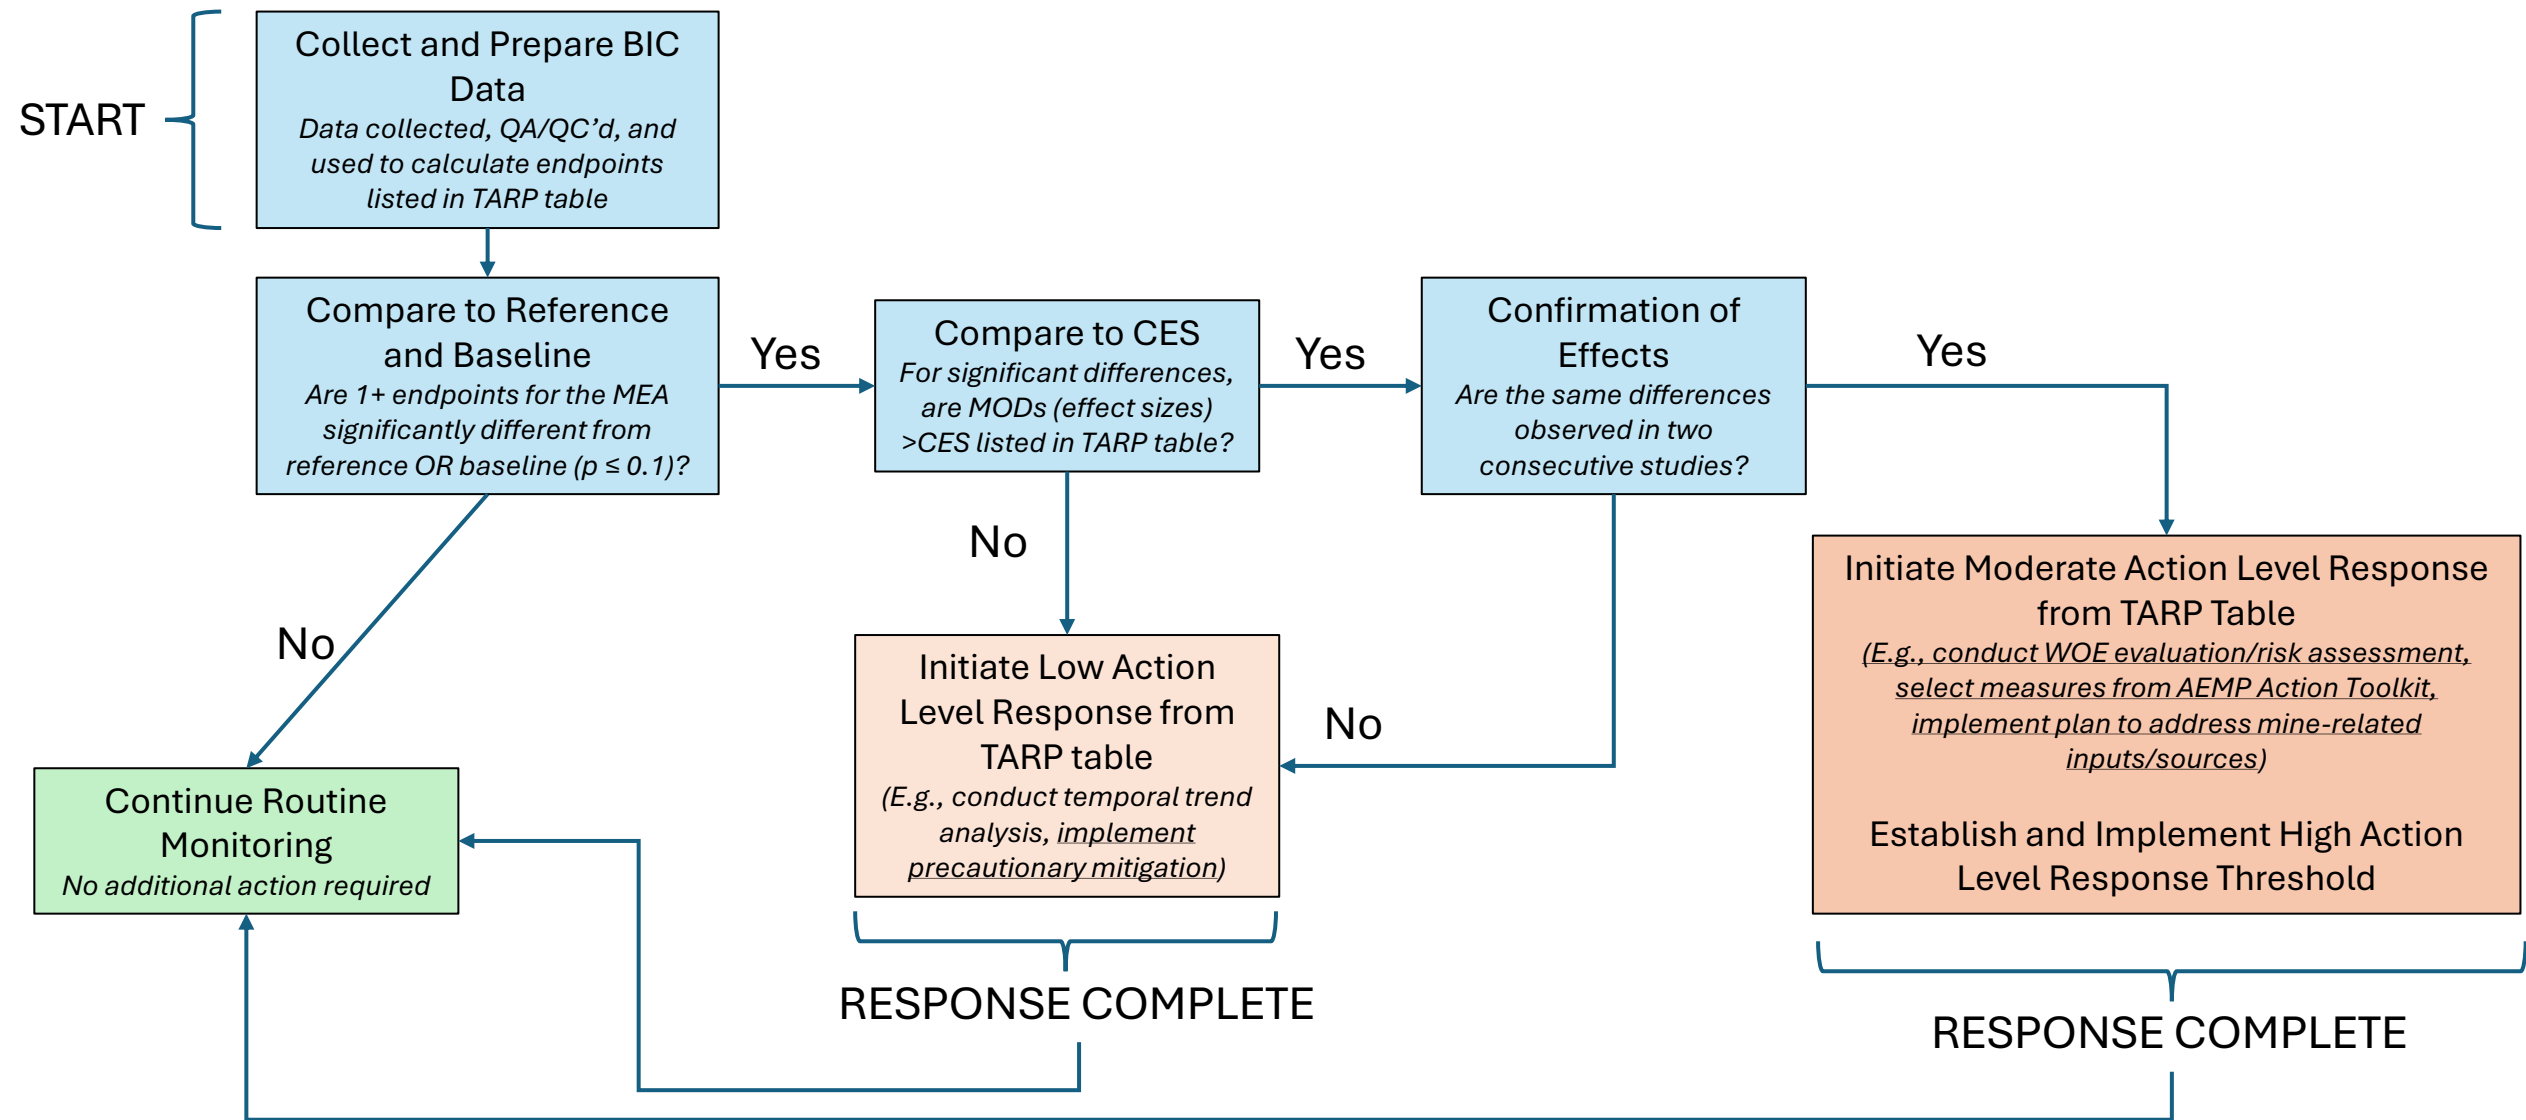 START
Collect and Prepare BIC
Data
Data collected, QA/QC’d, and
used to calculate endpoints
listed in TARP table
Compare to Reference
and Baseline
Are 1+ endpoints for the MEA
significantly different from
reference OR baseline (p ≤ 0.1)?
Yes
Compare to CES
For significant differences,
are MODs (effect sizes)
>CES listed in TARP table?
Yes
Confirmation of
Effects
Are the same differences
observed in two
consecutive studies?
Yes
No
No
No
Initiate Low Action
Level Response from
TARP table
(E.g., conduct temporal trend
analysis, implement
precautionary mitigation)
Initiate Moderate Action Level Response
from TARP Table
(E.g., conduct WOE evaluation/risk assessment,
select measures from AEMP Action Toolkit,
implement plan to address mine-related
inputs/sources)
Establish and Implement High Action
Level Response Threshold
Continue Routine
Monitoring
No additional action required
RESPONSE COMPLETE
RESPONSE COMPLETE